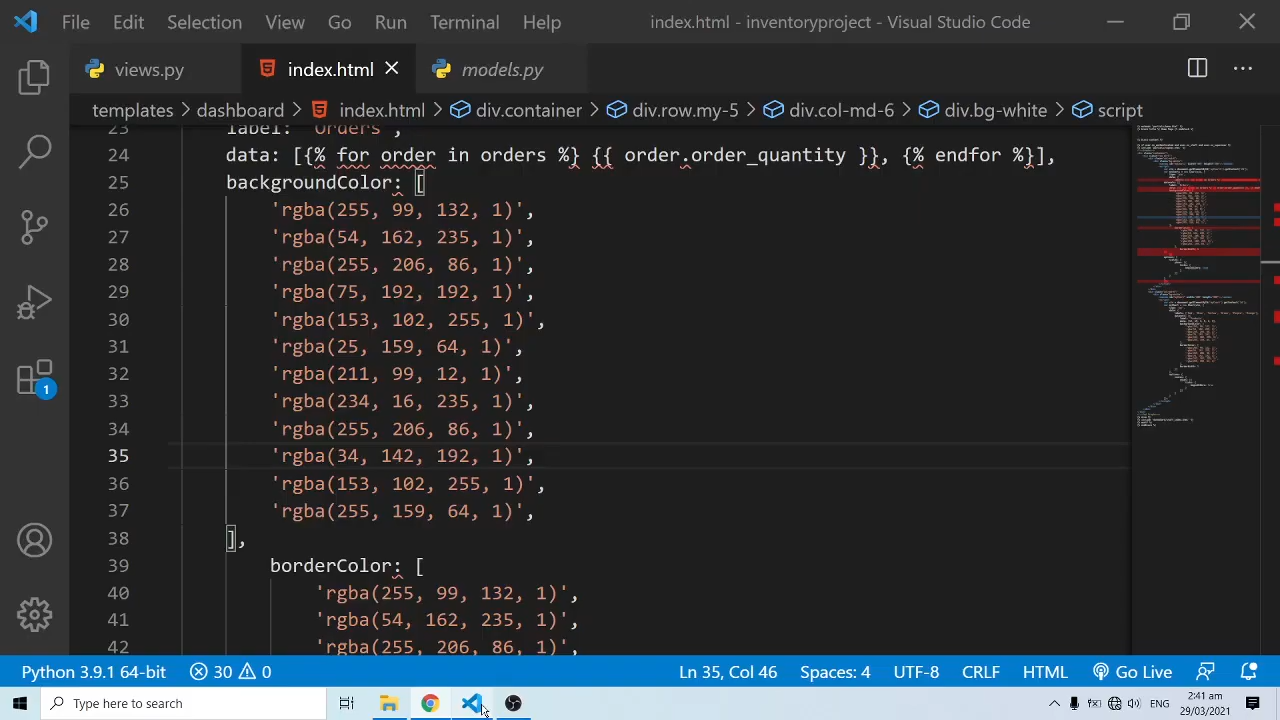 File Edit Selection View Go Run Terminal Help index.html - inventoryproject - Visual Studio Code
views.py index.html models.py
templates > dashboard > index.html > div.container > div.row.my-5 > div.col-md-6 > div.bg-white > script
23 label: 'Orders',
24 data: [{% for order in orders %} {{ order.order_quantity }}, {% endfor %}],
25 backgroundColor: [
26 'rgba(255, 99, 132, 1)',
27 'rgba(54, 102, 235, 1)',
28 'rgba(255, 206, 86, 1)',
29 'rgba(75, 192, 192, 1)',
30 'rgba(153, 102, 255, 1)',
31 'rgba(25, 159, 64, 1)',
32 'rgba(211, 99, 12, 1)',
33 'rgba(234, 16, 235, 1)',
34 'rgba(255, 206, 86, 1)',
35 'rgba(34, 142, 192, 1)',
36 'rgba(153, 102, 255, 1)',
37 'rgba(255, 159, 64, 1)',
38 ],
39 borderColor: [
40 'rgba(255, 99, 132, 1)',
41 'rgba(54, 162, 235, 1)',
42 'rgba(255, 206, 86, 1)',
1
Python 3.9.1 64-bit 30 0 Ln 35, Col 46 Spaces: 4 UTF-8 CRLF HTML Go Live
Type here to search ENG 2:41 am
29/03/2021